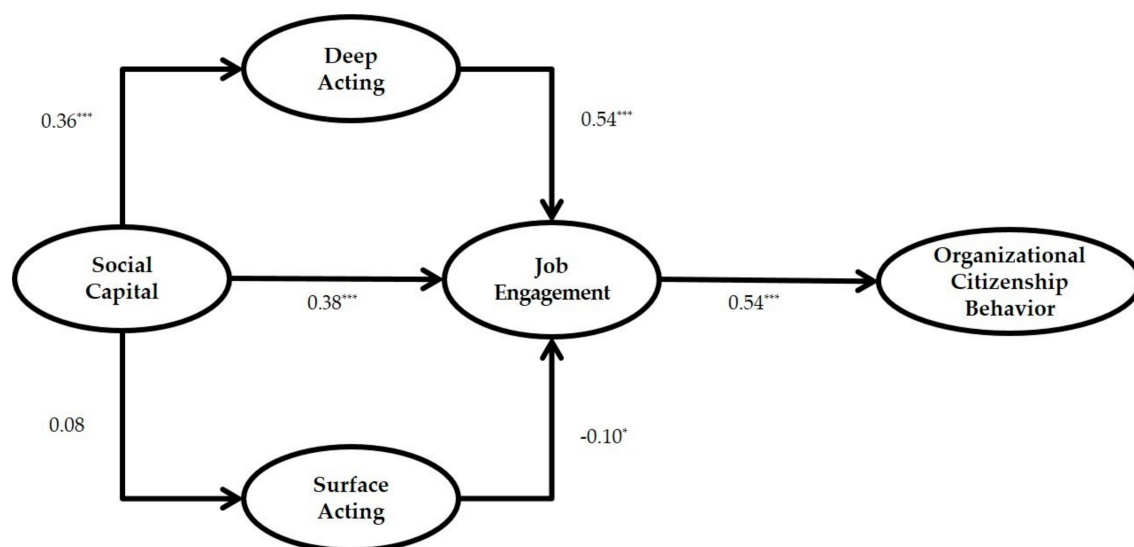 Deep
Acting
0.36***
0.54***
Social
Capital
Job
Engagement
Organizational
Citizenship
Behavior
0.38***
0.54***
0.08
-0.10*
Surface
Acting